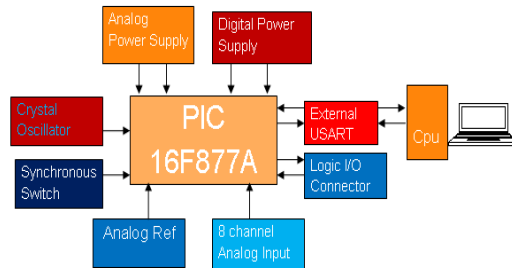 Analog
Power Supply
Digital Power
Supply
Crystal
Oscillator
PIC
16F877A
External
USART
Cpu
Synchronous
Switch
Logic I/O
Connector
Analog Ref
8 channel
Analog Input